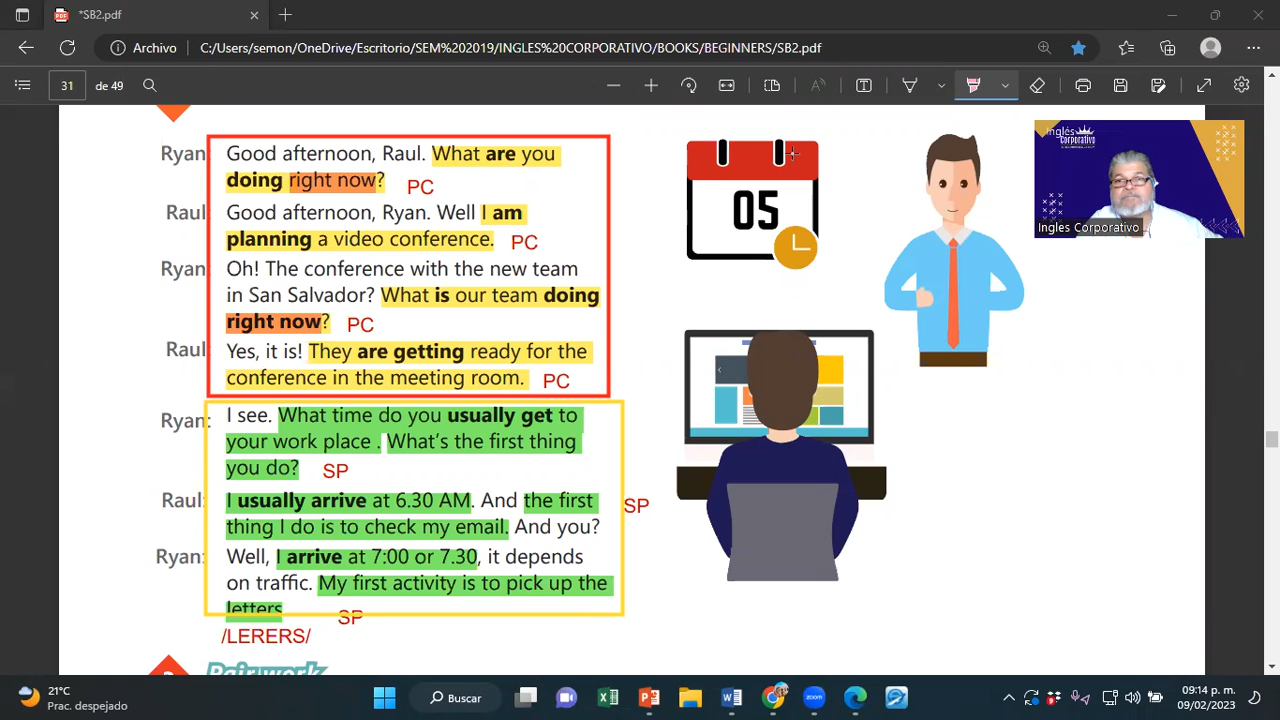 *SB2.pdf
Archivo C:/Users/semon/OneDrive/Escritorio/SEM%202019/INGLES%20CORPORATIVO/BOOKS/BEGINNERS/SB2.pdf
31 de 49
Ryan: Good afternoon, Raul. What are you
doing right now? PC
Raul: Good afternoon, Ryan. Well I am
planning a video conference. PC
Ryan: Oh! The conference with the new team
in San Salvador? What is our team doing
right now? PC
Raul: Yes, it is! They are getting ready for the
conference in the meeting room. PC
Ryan: I see. What time do you usually get to
your work place . What's the first thing
you do? SP
Raul: I usually arrive at 6.30 AM. And the first SP
thing I do is to check my email. And you?
Ryan: Well, I arrive at 7:00 or 7.30, it depends
on traffic. My first activity is to pick up the
letters SP
/LERERS/
Pair work
05
Inglés
Corporativo
Ingles Corporativo
21°C
Prac. despejado
Buscar
09:14 p. m.
09/02/2023